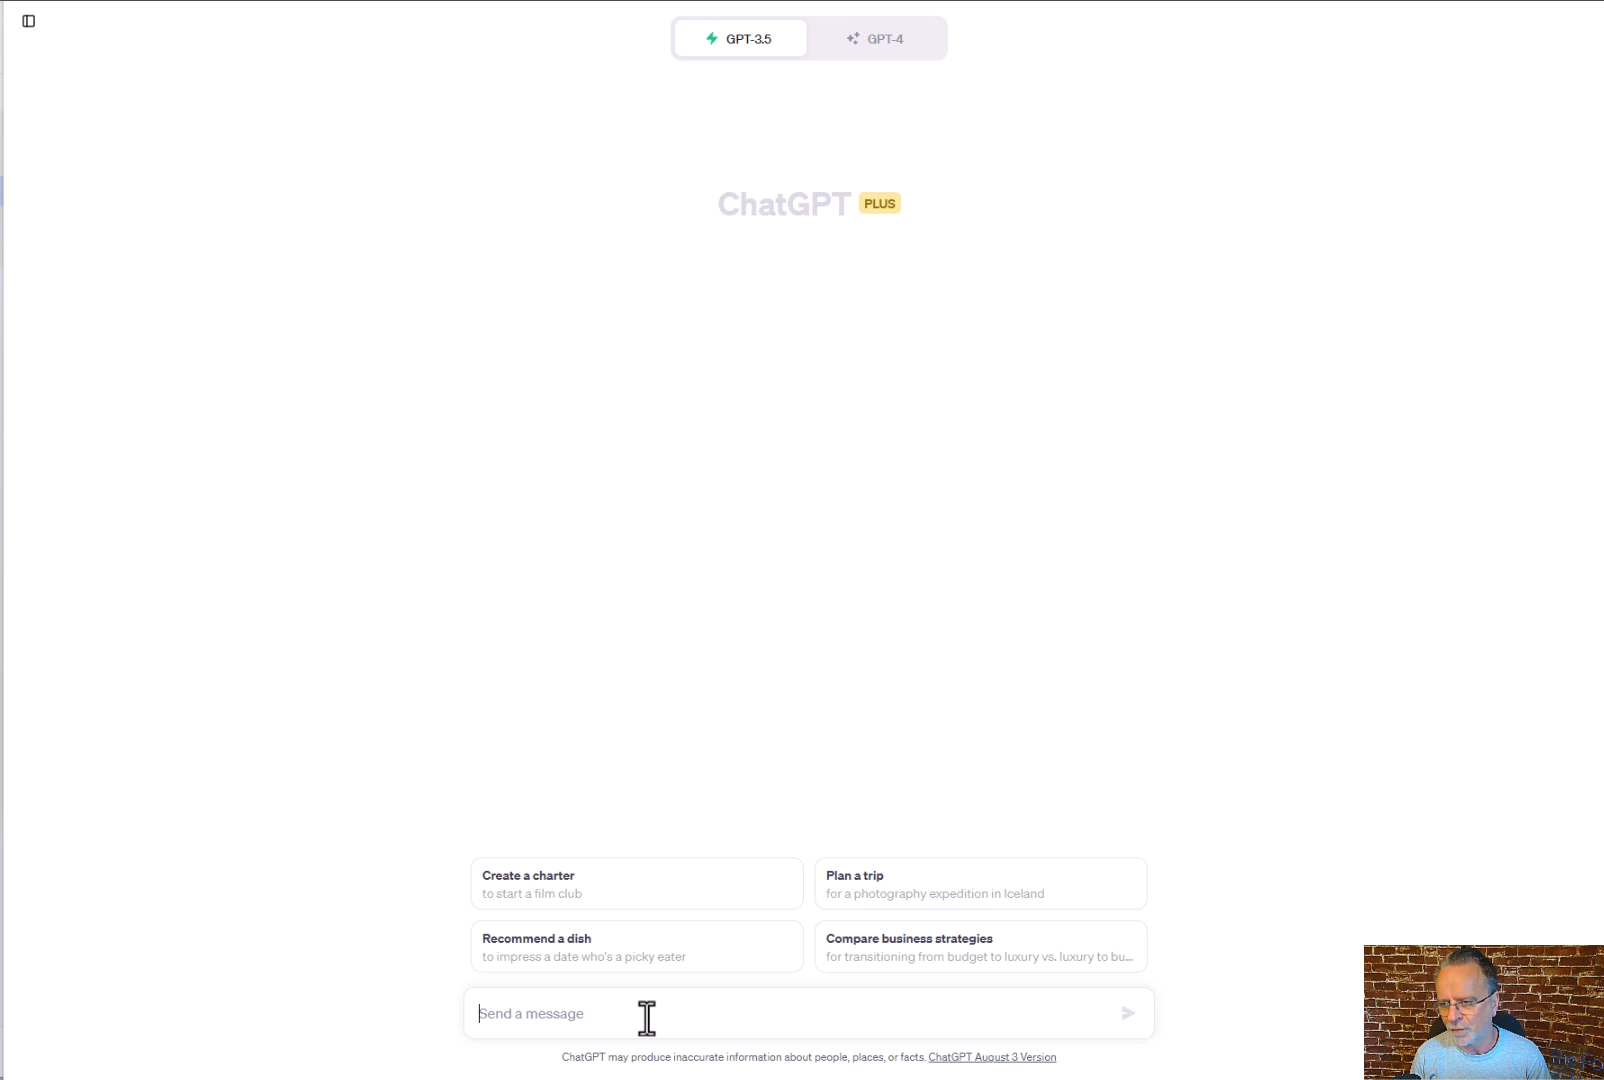 GPT-3.5
GPT-4
ChatGPT PLUS
Create a charter
to start a film club
Plan a trip
for a photography expedition in Iceland
Recommend a dish
to impress a date who's a picky eater
Compare business strategies
for transitioning from budget to luxury vs. luxury to bu...
Send a message
ChatGPT may produce inaccurate information about people, places, or facts. ChatGPT August 3 Version